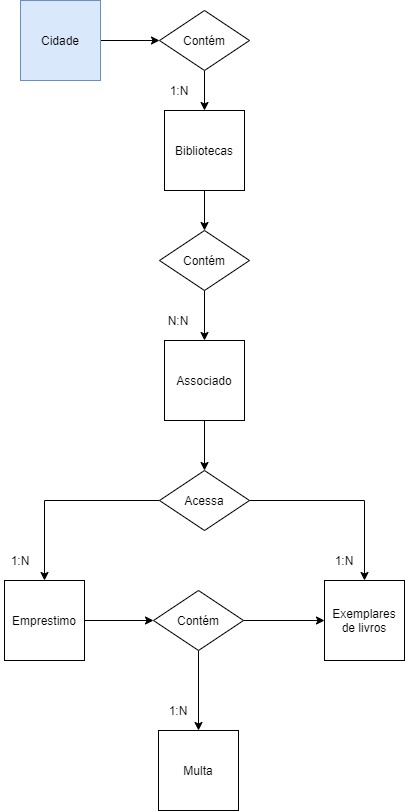 Cidade
Contém
1:N
Bibliotecas
Contém
N:N
Associado
Acessa
1:N
1:N
Emprestimo
Contém
Exemplares
de livros
1:N
Multa